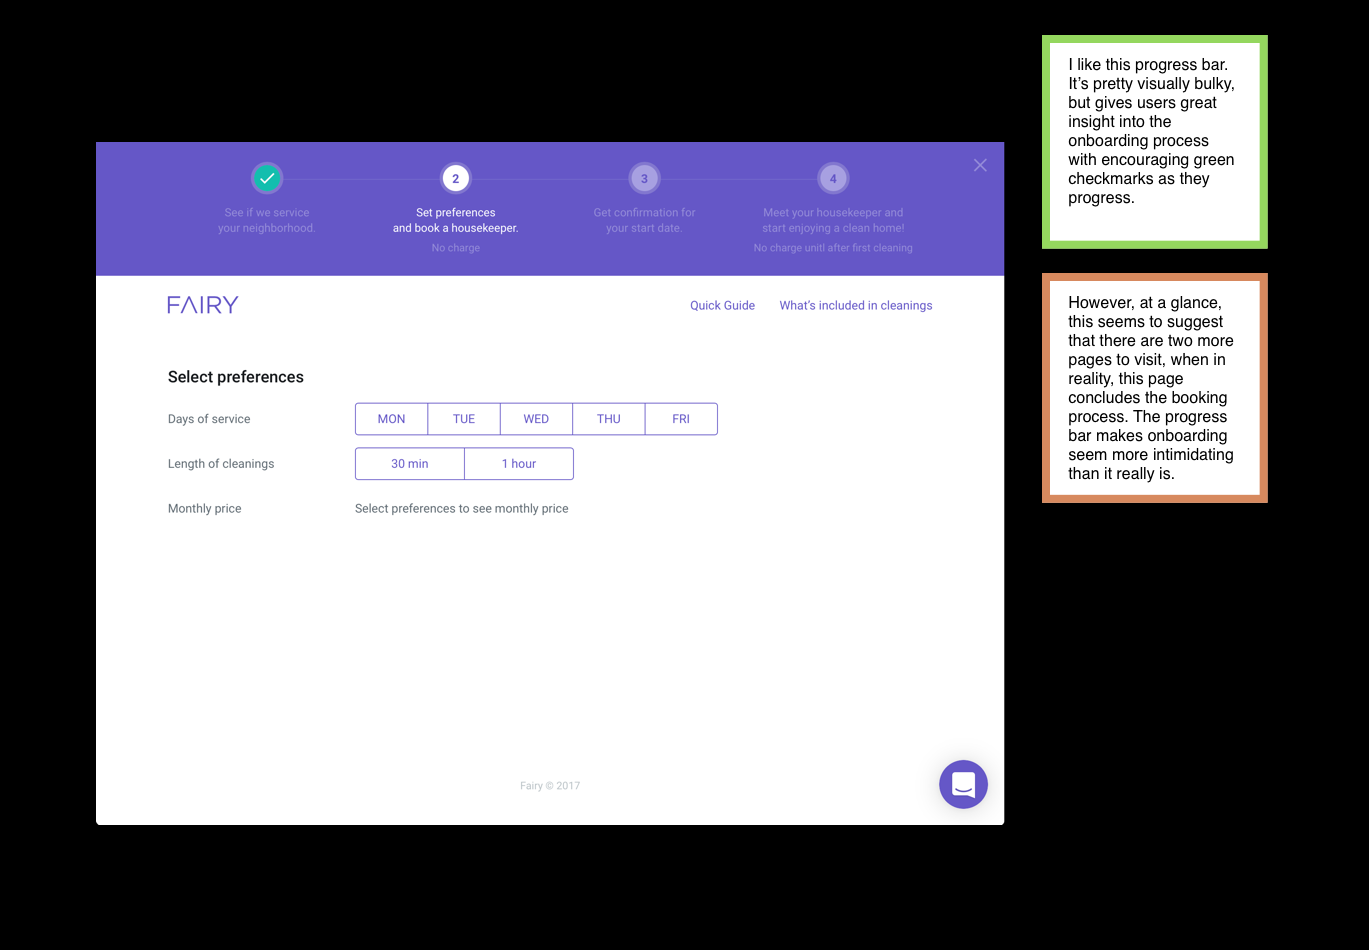 I like this progress bar.
It's pretty visually bulky,
but gives users great
insight into the
onboarding process
with encouraging green
checkmarks as they
progress.
2
3
4
See if we service
your neighborhood.
Set preferences
and book a housekeeper.
No charge
Get confirmation for
your start date.
Meet your housekeeper and
start enjoying a clean home!
No charge unitl after first cleaning
However, at a glance,
this seems to suggest
that there are two more
pages to visit, when in
reality, this page
concludes the booking
process. The progress
bar makes onboarding
seem more intimidating
than it really is.
FAIRY
Quick Guide
What's included in cleanings
Select preferences
Days of service
MON TUE WED THU FRI
Length of cleanings
30 min 1 hour
Monthly price
Select preferences to see monthly price
Fairy © 2017